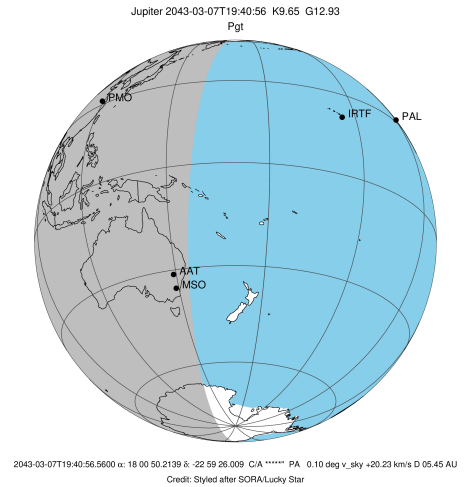 Jupiter 2043-03-07T19:40:56 K9.65 G12.93
Pgt
PMO
IRTF
PAL
AAT
MSO
2043-03-07T19:40:56.5600 α: 18 00 50.2139 δ: -22 59 26.009 C/A *****" PA 0.10 deg v_sky +20.23 km/s D 05.45 AU
Credit: Styled after SORA/Lucky Star